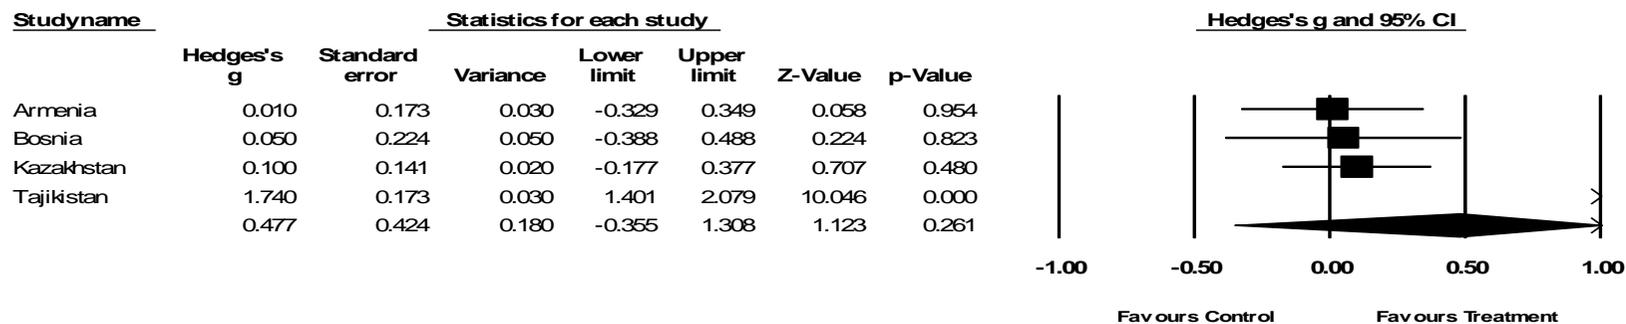 Studyname Statistics for each study Hedges's g and 95% CI
Hedges's Standard Lower Upper
g error Variance limit limit Z-Value p-Value
Armenia 0.010 0.173 0.030 -0.329 0.349 0.058 0.954
Bosnia 0.050 0.224 0.050 -0.388 0.488 0.224 0.823
Kazakhstan 0.100 0.141 0.020 -0.177 0.377 0.707 0.480
Tajikistan 1.740 0.173 0.030 1.401 2.079 10.046 0.000
0.477 0.424 0.180 -0.355 1.308 1.123 0.261
-1.00 -0.50 0.00 0.50 1.00
Favours Control Favours Treatment